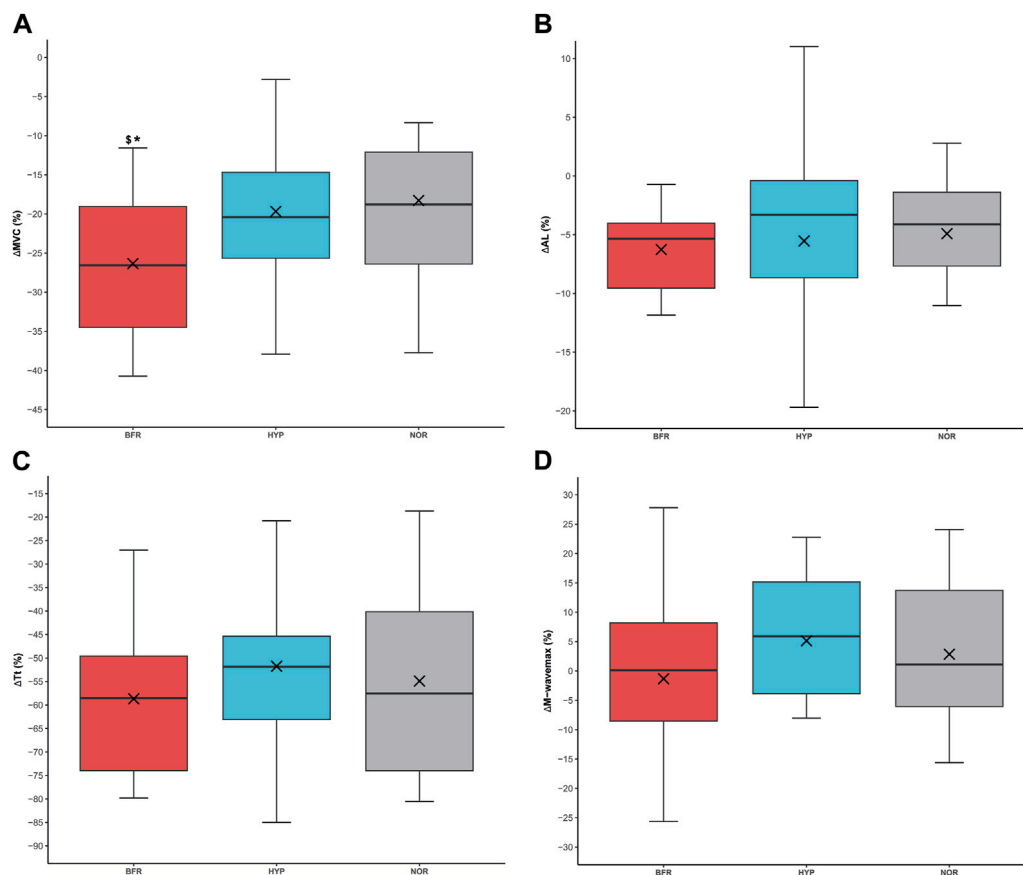 A
0
−5
−10
−15
−20
−25
−30
−35
−40
−45
ΔMVC (%)
$ *
BFR
HYP
NOR
B
10
5
0
−5
−10
−15
−20
ΔAL (%)
BFR
HYP
NOR
C
−15
−20
−25
−30
−35
−40
−45
−50
−55
−60
−65
−70
−75
−80
−85
−90
ΔTt (%)
BFR
HYP
NOR
D
30
25
20
15
10
5
0
−5
−10
−15
−20
−25
−30
ΔM−wavemax (%)
BFR
HYP
NOR